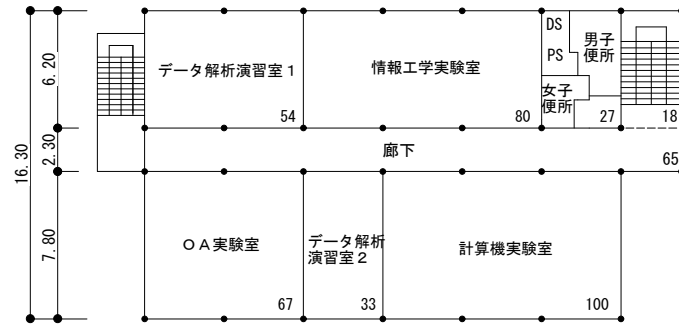 DS
男子
便所
6.20
データ解析演習室１
情報工学実験室
PS
女子
便所
54
80
27
18
16.30
2.30
廊下
65
7.80
ＯＡ実験室
データ解析
演習室２
計算機実験室
67
33
100